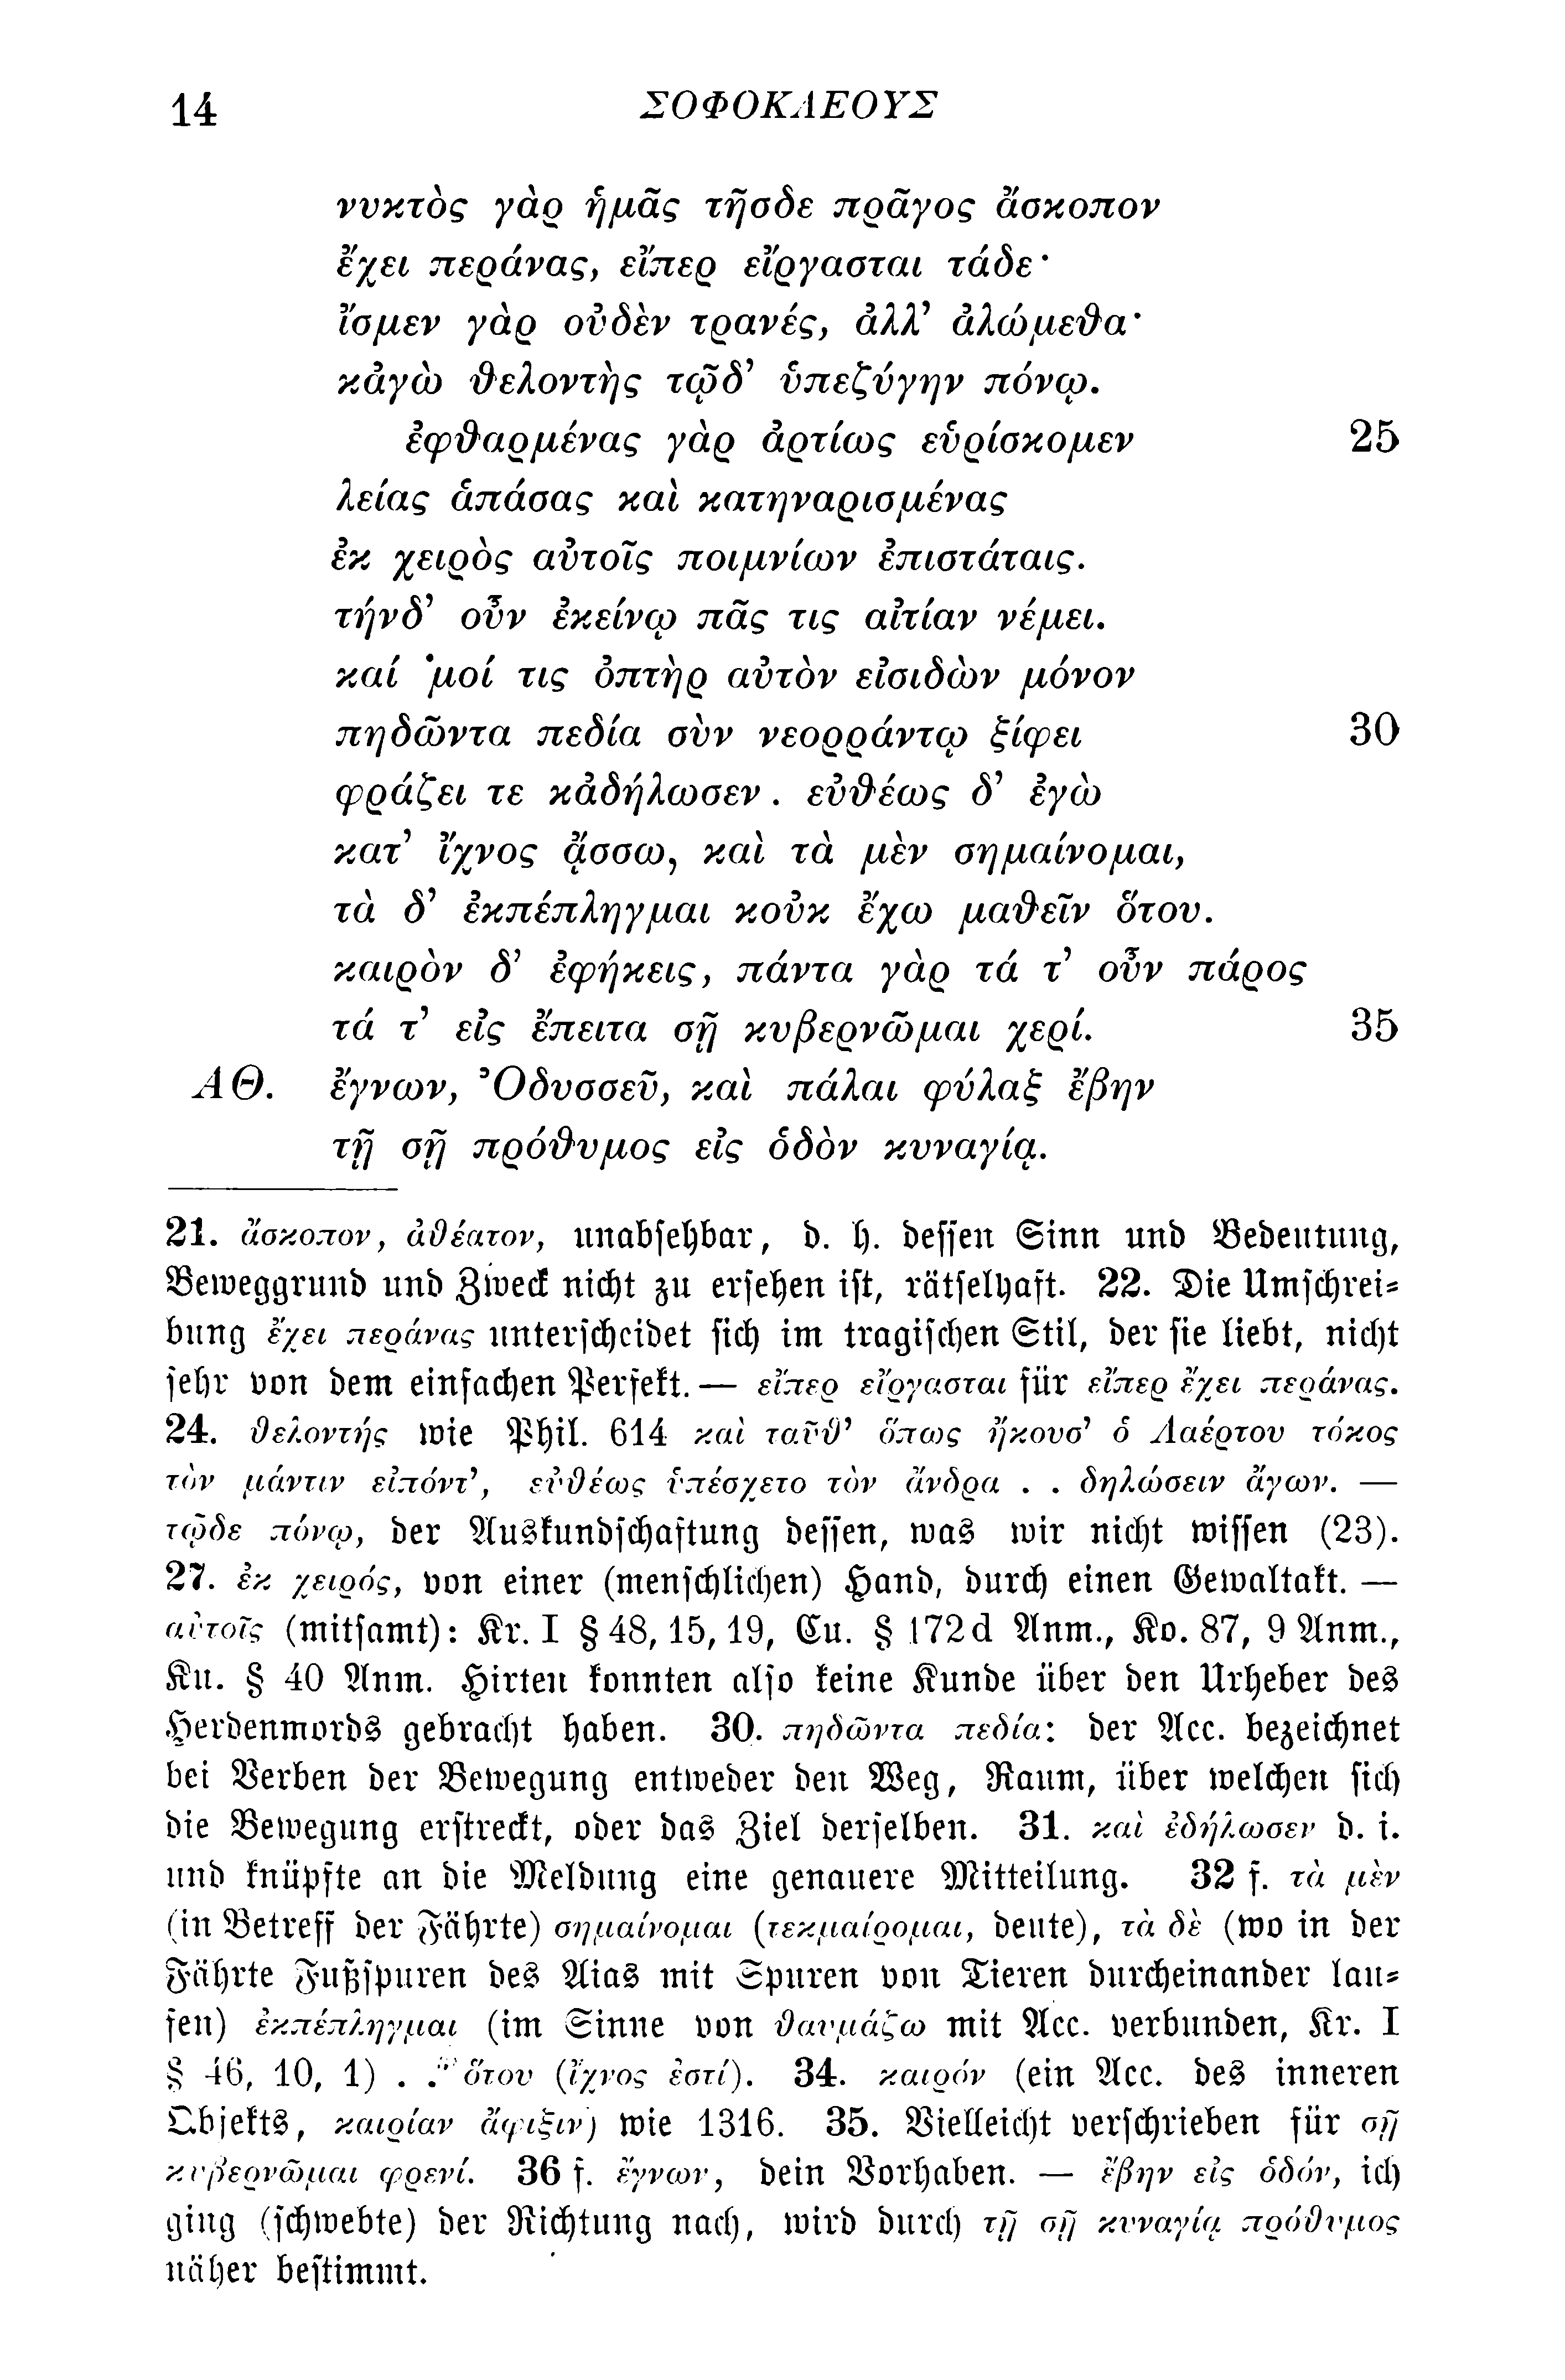 14 ΣΟΦΟΚΛΕΟΥΣ
νυκτὸς γὰρ ἡμᾶς τῆσδε πρᾶγος ἄσκοπον
ἔχει περάνας, εἴπερ εἴργασται τάδε·
ἴσμεν γὰρ οὐδὲν τρανές, ἀλλ’ ἀλώμεθα·
κἀγὼ θελοντὴς τῷδ’ ὑπεζύγην πόνῳ.
ἐφθαρμένας γὰρ ἀρτίως εὑρίσκομεν 25
λείας ἁπάσας καὶ κατηναρισμένας
ἐκ χειρὸς αὐτοῖς ποιμνίων ἐπιστάταις.
τήνδ’ οὖν ἐκείνῳ πᾶς τις αἰτίαν νέμει.
καί ’μοί τις ὀπτὴρ αὐτὸν εἰσιδὼν μόνον
πηδῶντα πεδία σὺν νεορράντῳ ξίφει 30
φράζει τε κἀδήλωσεν. εὐθέως δ’ ἐγὼ
κατ’ ἴχνος ᾄσσω, καὶ τὰ μὲν σημαίνομαι,
τὰ δ’ ἐκπέπληγμαι κοὐκ ἔχω μαθεῖν ὅτου.
καιρὸν δ’ ἐφήκεις, πάντα γὰρ τά τ’ οὖν πάρος
τά τ’ εἰς ἔπειτα σῇ κυβερνῶμαι χερί. 35
ΑΘ. ἔγνων, Ὀδυσσεῦ, καὶ πάλαι φύλαξ ἔβην
τῇ σῇ πρόθυμος εἰς ὁδὸν κυναγίᾳ.
21. ἄσκοπον, ἀθέατον, unabsehbar, d. h. dessen Sinn und Bedeutung,
Beweggrund und Zweck nicht zu ersehen ist, rätselhaft. 22. Die Umschrei-
bung ἔχει περάνας unterscheidet sich im tragischen Stil, der sie liebt, nicht
sehr von dem einfachen Perfekt. — εἴπερ εἴργασται für εἴπερ ἔχει περάνας.
24. θελοντής wie Phil. 614 καὶ ταῦθ’ ὅπως ἤκουσ’ ὁ Λαέρτου τόκος
τὸν μάντιν εἰπόντ’, εὐθέως ὑπέσχετο τὸν ἄνδρα . . δηλώσειν ἄγων. —
τῷδε πόνῳ, der Auskundschaftung dessen, was wir nicht wissen (23).
27. ἐκ χειρός, von einer (menschlichen) Hand, durch einen Gewaltakt. —
αὐτοῖς (mitsamt): Kr. I § 48, 15, 19, Cu. § 172 d Anm., Ko. 87, 9 Anm.,
Ku. § 40 Anm. Hirten konnten also keine Kunde über den Urheber des
Herdenmords gebracht haben. 30. πηδῶντα πεδία: der Acc. bezeichnet
bei Verben der Bewegung entweder den Weg, Raum, über welchen sich
die Bewegung erstreckt, oder das Ziel derselben. 31. καὶ ἐδήλωσεν d. i.
und knüpfte an die Meldung eine genauere Mitteilung. 32 f. τὰ μὲν
(in Betreff der Fährte) σημαίνομαι (τεκμαίρομαι, deute), τὰ δὲ (wo in der
Fährte Fußspuren des Aias mit Spuren von Tieren durcheinander lau-
fen) ἐκπέπληγμαι (im Sinne von θαυμάζω mit Acc. verbunden, Kr. I
§ 46, 10, 1) . . ὅτου (ἴχνος ἐστί). 34. καιρόν (ein Acc. des inneren
Objekts, καιρίαν ἄφιξιν) wie 1316. 35. Vielleicht verschrieben für σῇ
κυβερνῶμαι φρενί. 36 f. ἔγνων, dein Vorhaben. — ἔβην εἰς ὁδόν, ich
ging (schwebte) der Richtung nach, wird durch τῇ σῇ κυναγίᾳ πρόθυμος
näher bestimmt.